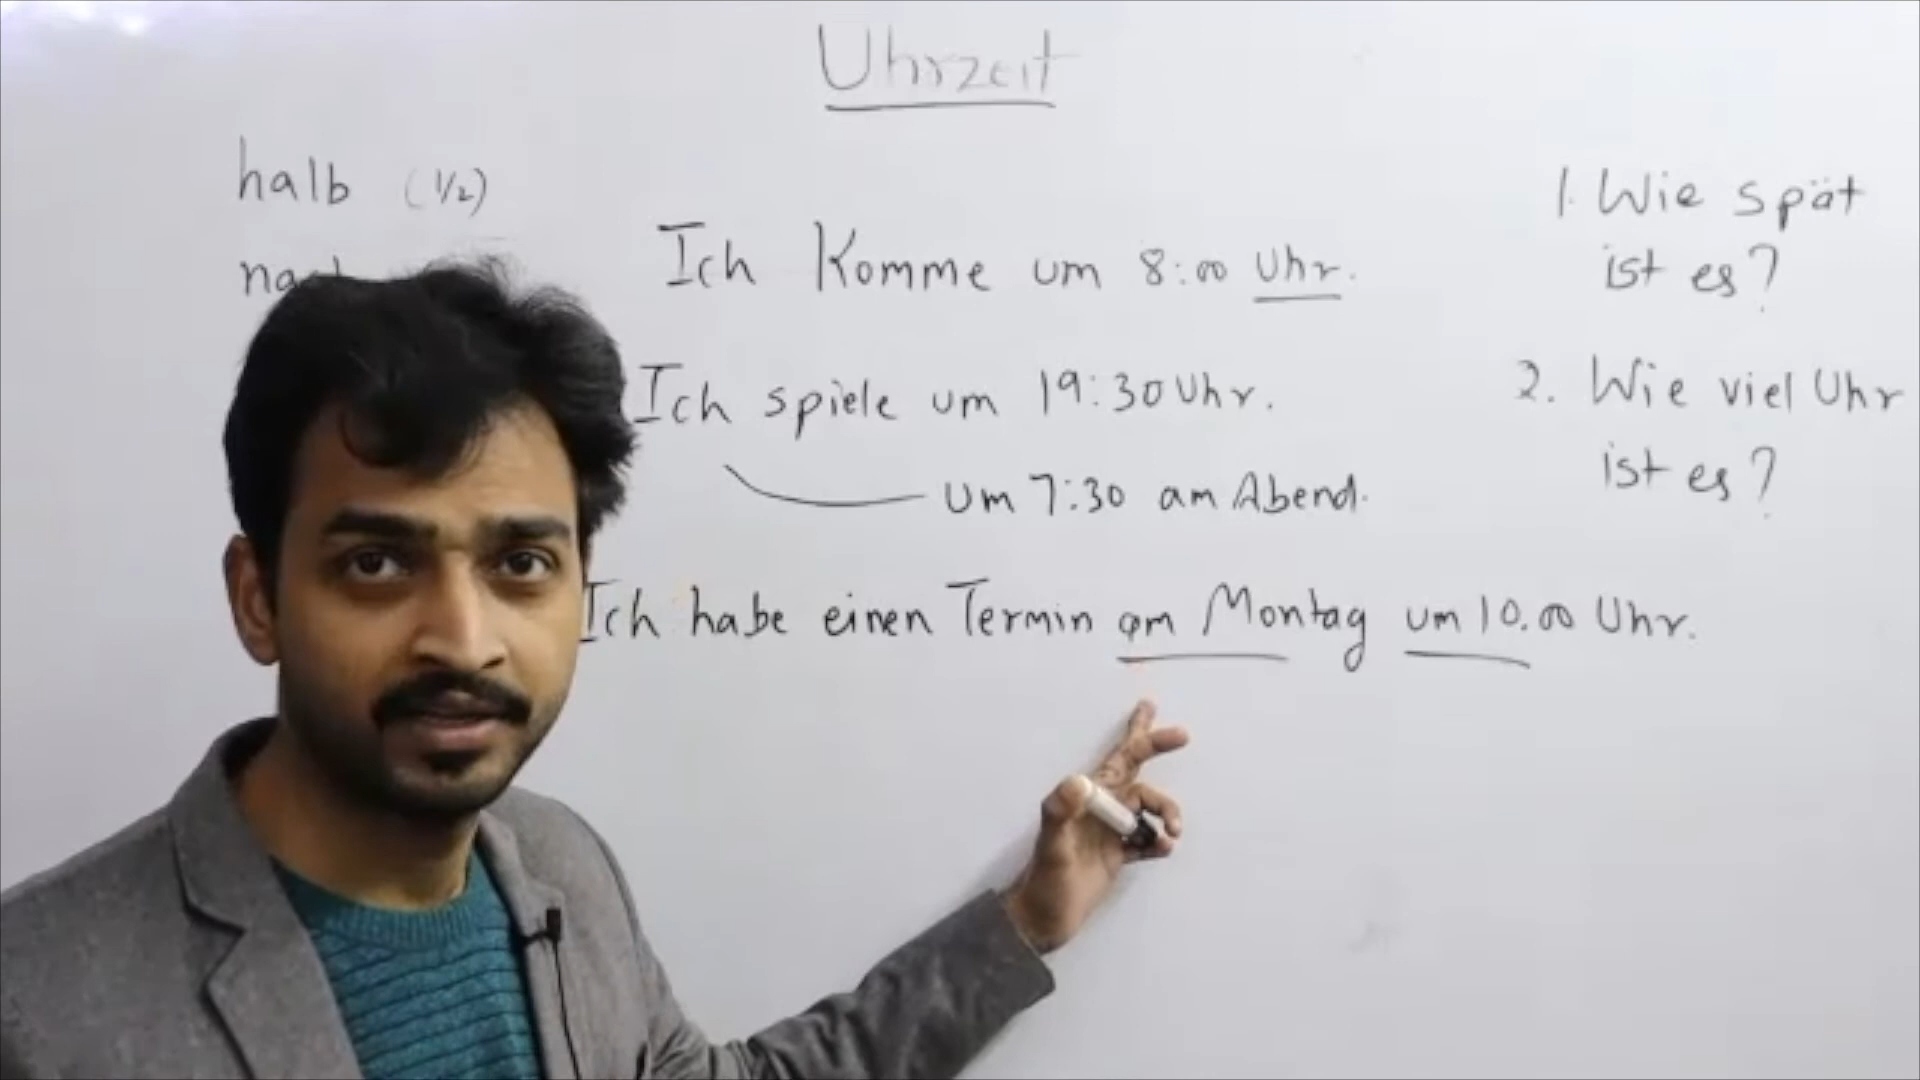 Uhrzeit
halb (1/2)
Ich Komme um 8:00 Uhr.
Ich spiele um 19:30 Uhr.
um 7:30 am Abend.
Ich habe einen Termin am Montag um 10.00 Uhr.
1. Wie spät
ist es?
2. Wie viel Uhr
ist es?